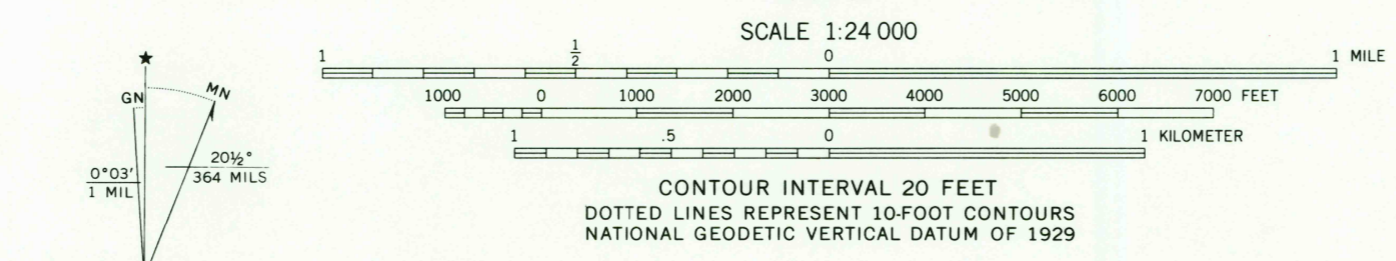 SCALE 1:24 000
1 ½ 0 1 MILE
1000 0 1000 2000 3000 4000 5000 6000 7000 FEET
1 .5 0 1 KILOMETER
CONTOUR INTERVAL 20 FEET
DOTTED LINES REPRESENT 10-FOOT CONTOURS
NATIONAL GEODETIC VERTICAL DATUM OF 1929
★
GN MN
20½°
364 MILS
0°03′
1 MIL